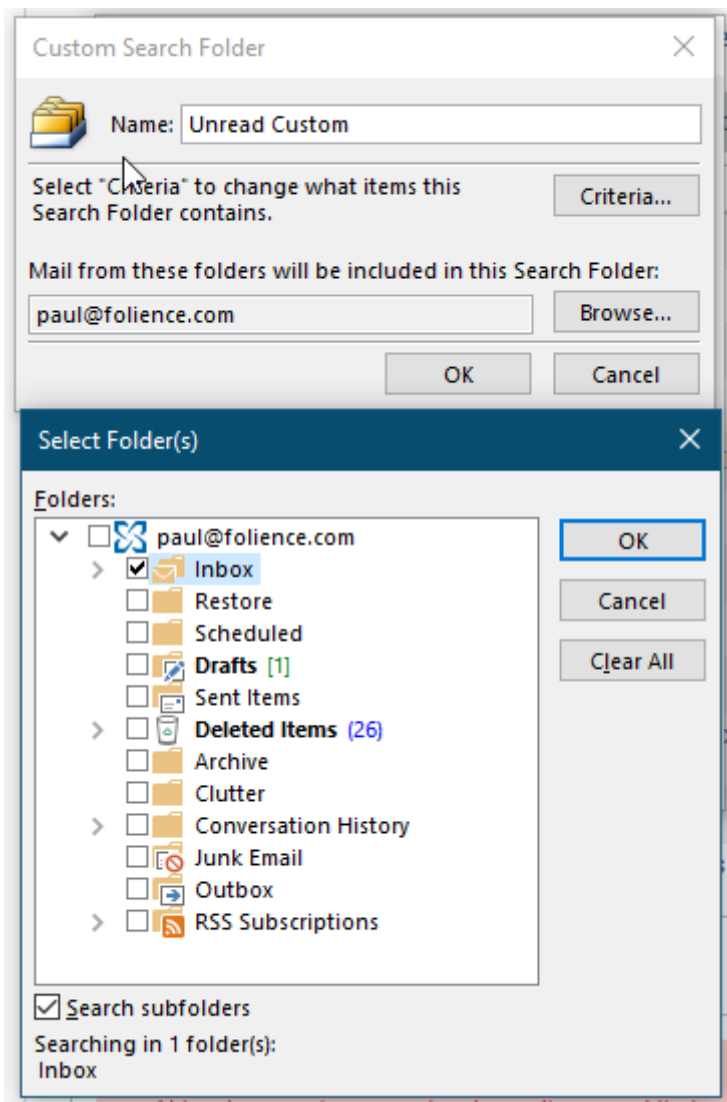 Custom Search Folder
Name: Unread Custom
Select "Criteria" to change what items this
Search Folder contains.
Criteria...
Mail from these folders will be included in this Search Folder:
paul@folience.com
Browse...
OK
Cancel
Select Folder(s)
Folders:
paul@folience.com
Inbox
Restore
Scheduled
Drafts [1]
Sent Items
Deleted Items (26)
Archive
Clutter
Conversation History
Junk Email
Outbox
RSS Subscriptions
OK
Cancel
Clear All
Search subfolders
Searching in 1 folder(s):
Inbox